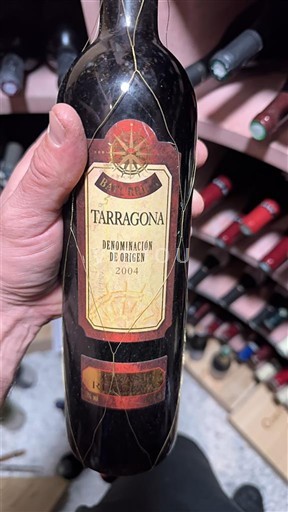 TARRAGONA
DENOMINACIÓN
DE ORIGEN
2004